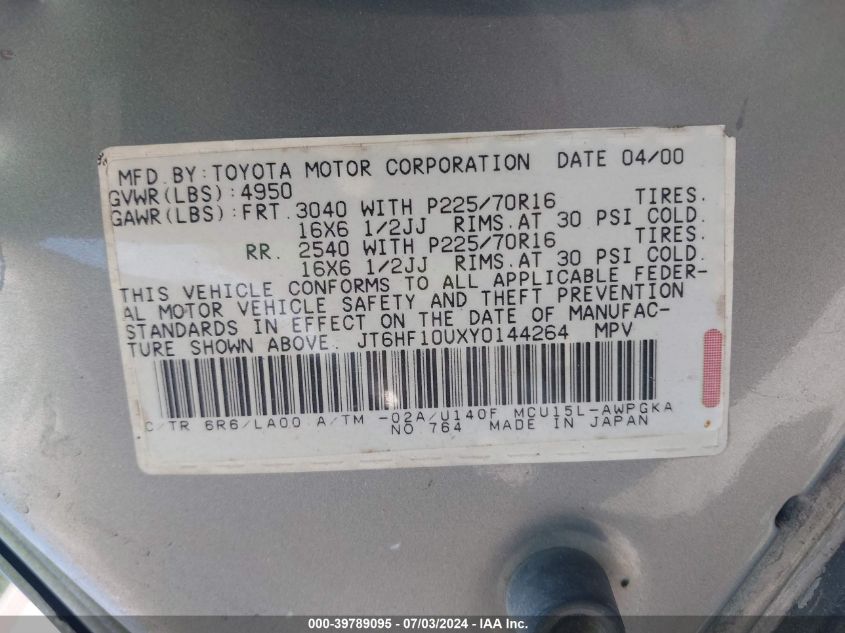 MFD. BY: TOYOTA MOTOR CORPORATION DATE 04/00
GVWR(LBS): 4950
GAWR(LBS): FRT. 3040 WITH P225/70R16 TIRES.
16X6 1/2JJ RIMS.AT 30 PSI COLD.
RR. 2540 WITH P225/70R16 TIRES.
16X6 1/2JJ RIMS.AT 30 PSI COLD.
THIS VEHICLE CONFORMS TO ALL APPLICABLE FEDER-
AL MOTOR VEHICLE SAFETY AND THEFT PREVENTION
STANDARDS IN EFFECT ON THE DATE OF MANUFAC-
TURE SHOWN ABOVE. JT6HF10UXY0144264 MPV
C/TR 6R6/LA00 A/TM -02A/U140F MCU15L-AWPGKA
NO.764 MADE IN JAPAN
000-39789095 - 07/03/2024 - IAAI.COM